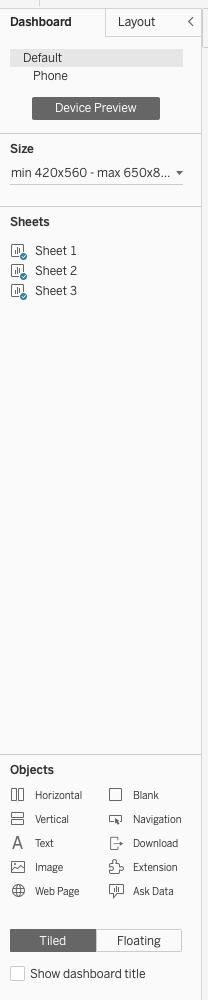 Dashboard Layout
Default
Phone
Device Preview
Size
min 420x560 - max 650x8...
Sheets
Sheet 1
Sheet 2
Sheet 3
Objects
Horizontal Blank
Vertical Navigation
Text Download
Image Extension
Web Page Ask Data
Tiled Floating
Show dashboard title